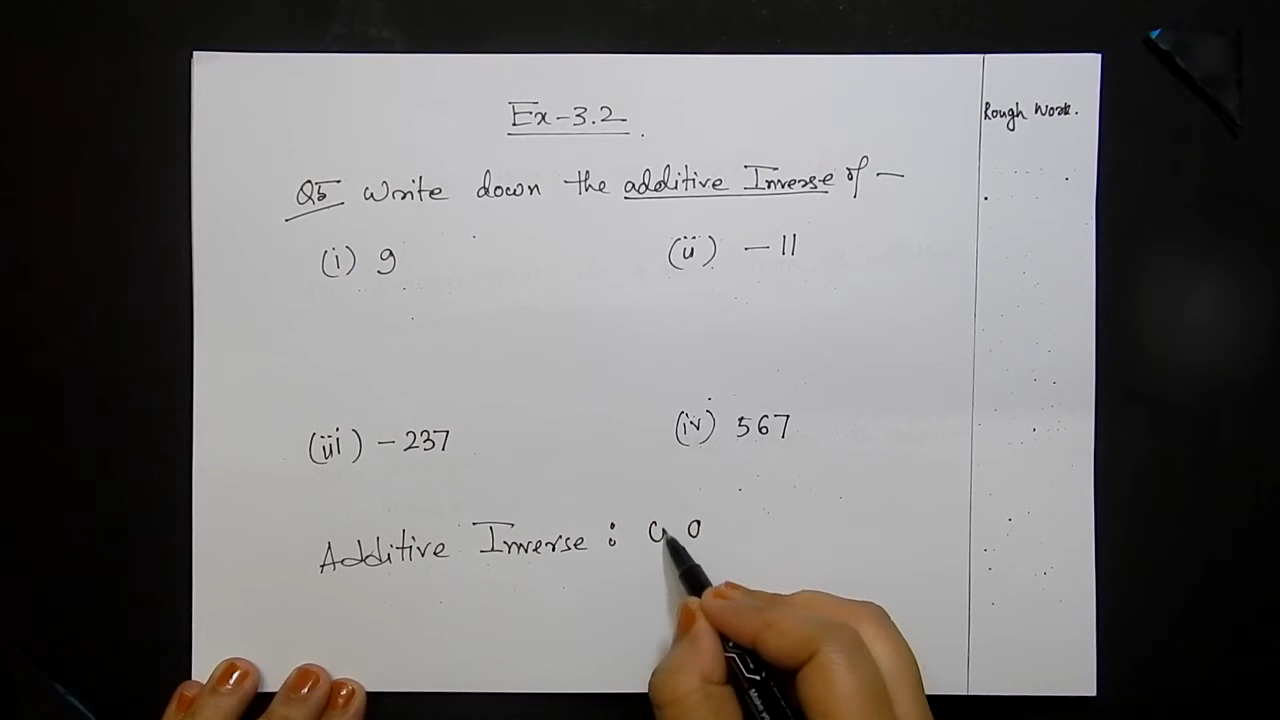 Ex-3.2
Rough Work.
Q5 Write down the additive Inverse of —
(i) 9
(ii) -11
(iii) -237
(iv) 567
Additive Inverse :